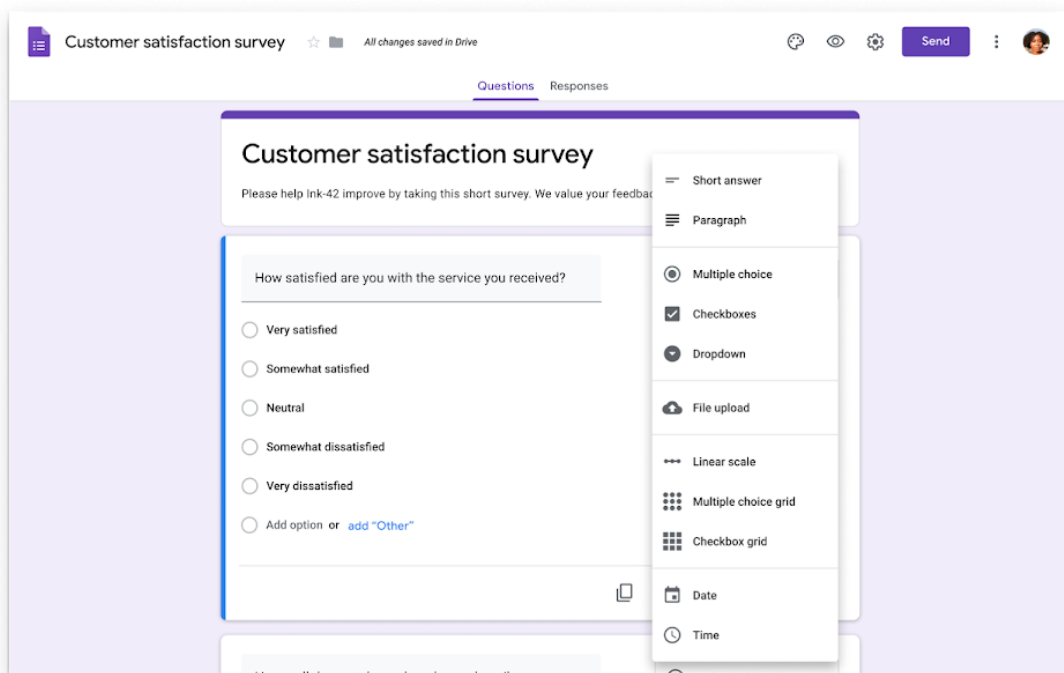 Customer satisfaction survey
All changes saved in Drive
Send
Questions
Responses
Customer satisfaction survey
Please help Ink-42 improve by taking this short survey. We value your
How satisfied are you with the service you received?
Very satisfied
Somewhat satisfied
Neutral
Somewhat dissatisfied
Very dissatisfied
Add option or add “Other”
Short answer
Paragraph
Multiple choice
Checkboxes
Dropdown
File upload
Linear scale
Multiple choice grid
Checkbox grid
Date
Time